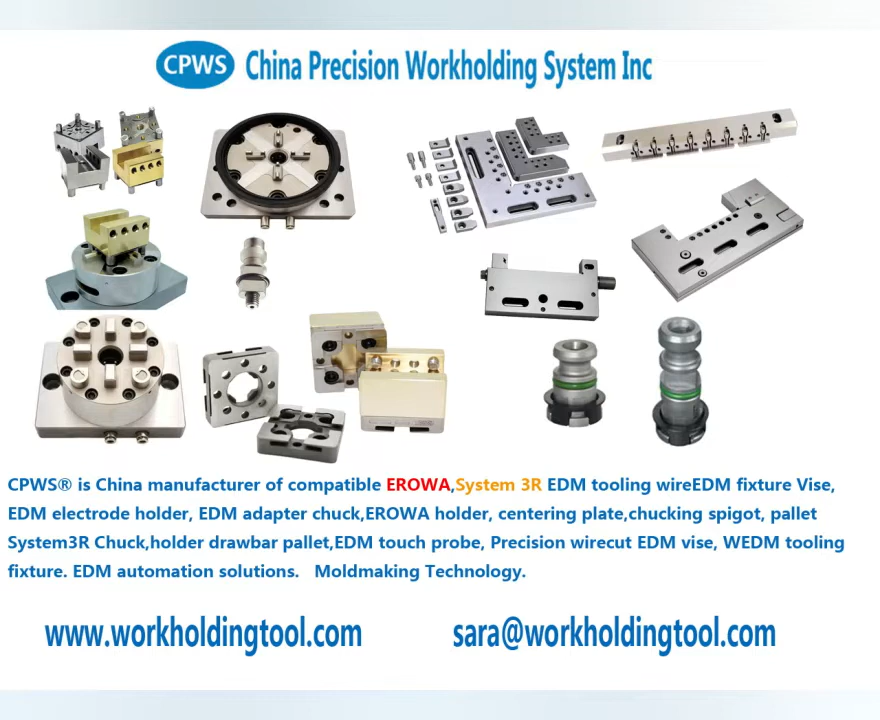 CPWS China Precision Workholding System Inc
CPWS® is China manufacturer of compatible EROWA,System 3R EDM tooling wireEDM fixture Vise,
EDM electrode holder, EDM adapter chuck,EROWA holder, centering plate,chucking spigot, pallet
System3R Chuck,holder drawbar pallet,EDM touch probe, Precision wirecut EDM vise, WEDM tooling
fixture. EDM automation solutions. Moldmaking Technology.
www.workholdingtool.com sara@workholdingtool.com